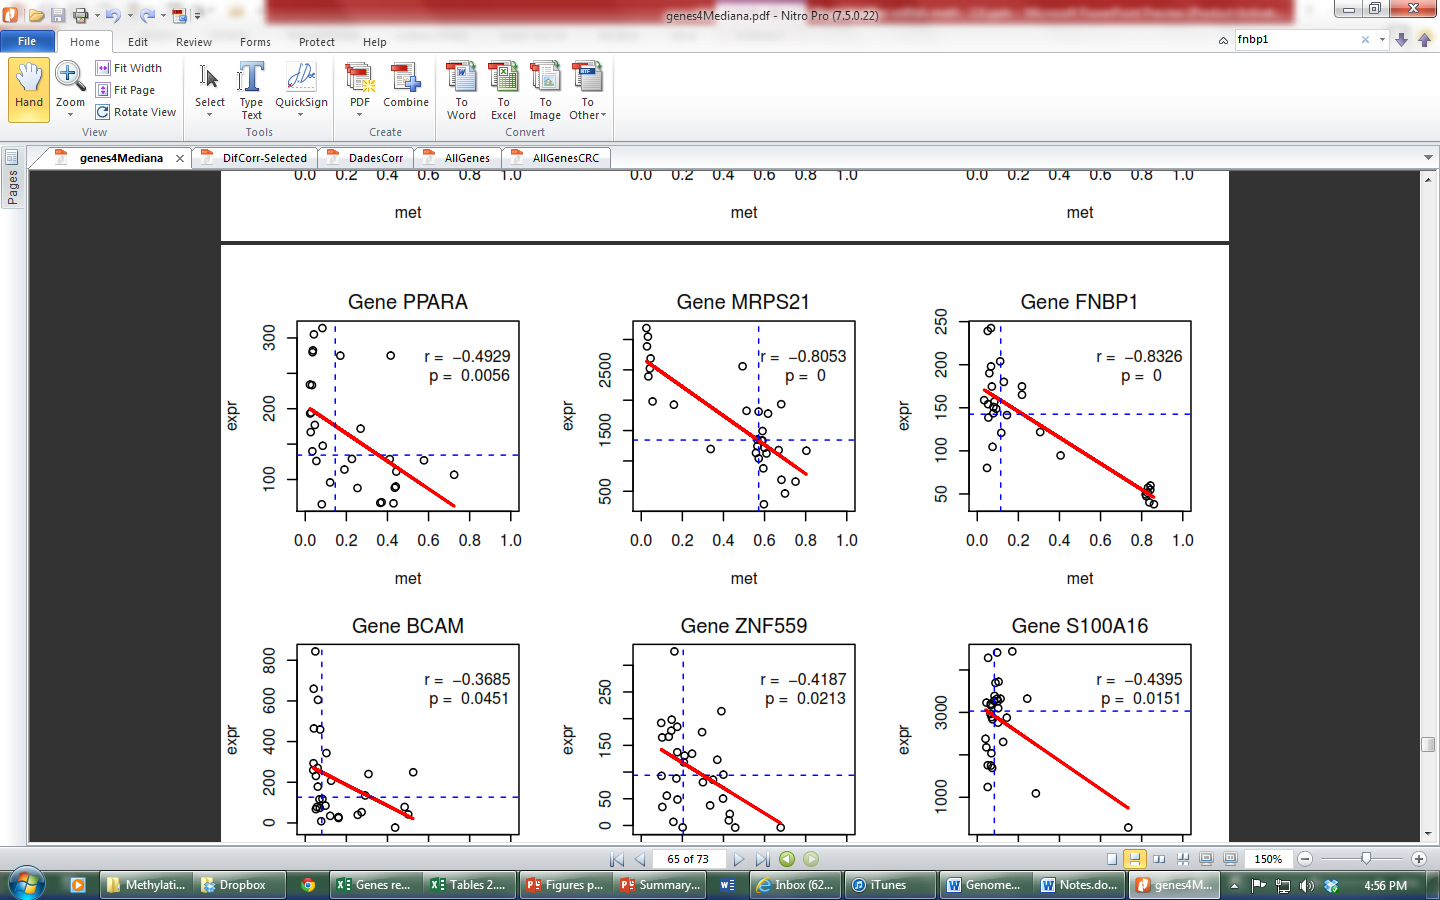 genes4Mediana.pdf - Nitro Pro (7.5.0.22)
File Home Edit Review Forms Protect Help
fnbp1
Hand
Zoom
Fit Width
Fit Page
Rotate View
View
Select
Type Text
QuickSign
Tools
PDF
Combine
Create
To Word
To Excel
To Image
To Other
Convert
genes4Mediana DifCorr-Selected DadesCorr AllGenes AllGenesCRC
Pages
0.0 0.2 0.4 0.6 0.8 1.0 0.0 0.2 0.4 0.6 0.8 1.0 0.0 0.2 0.4 0.6 0.8 1.0
met met met
Gene PPARA
r = −0.4929
p = 0.0056
expr
300
200
100
0.0 0.2 0.4 0.6 0.8 1.0
met
Gene MRPS21
r = −0.8053
p = 0
expr
2500
1500
500
0.0 0.2 0.4 0.6 0.8 1.0
met
Gene FNBP1
r = −0.8326
p = 0
expr
250
200
150
100
50
0.0 0.2 0.4 0.6 0.8 1.0
met
Gene BCAM
r = −0.3685
p = 0.0451
expr
800
600
400
200
0
Gene ZNF559
r = −0.4187
p = 0.0213
expr
250
150
50
0
Gene S100A16
r = −0.4395
p = 0.0151
expr
3000
1000
65 of 73
150%
Methylati...
Dropbox
Genes re...
Tables 2....
Figures p...
Summary...
Inbox (62...
iTunes
Genome...
Notes.do...
genes4M...
4:56 PM